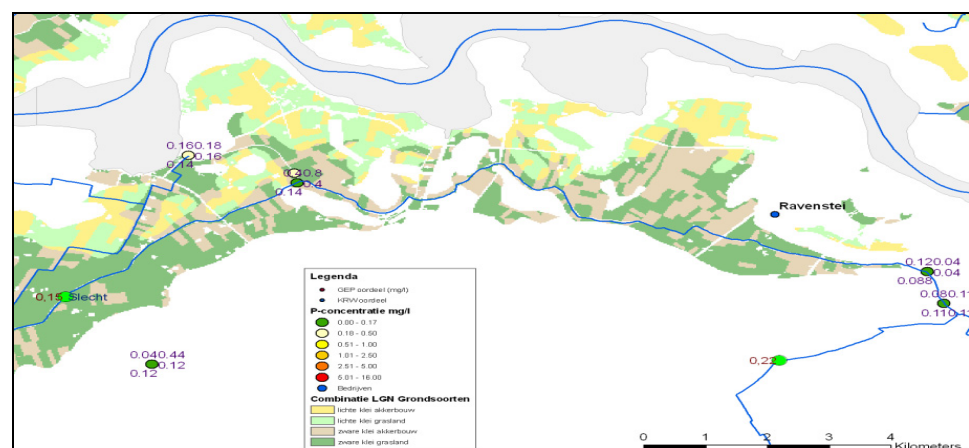 0.160.18
0.16
0.14
0.40.8
0.4
0.14
Ravenstei
0.120.04
0.04
0.088
0.080.11
0,15 Slecht
0,22
0.040.44
0.12
0.12
Legenda
GEP oordeel (mg/l)
KRWoordeel
P-concentratie mg/l
0.00 - 0.17
0.18 - 0.50
0.51 - 1.00
1.01 - 2.50
2.51 - 5.00
5.01 - 16.00
Bedrijven
Combinatie LGN Grondsoorten
lichte klei akkerbouw
lichte klei grasland
zware klei akkerbouw
zware klei grasland
0 1 2 4
Kilometers